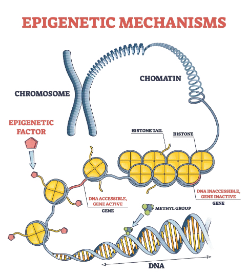 EPIGENETIC MECHANISMS
CHOMATIN
CHROMOSOME
EPIGENETIC
FACTOR
HISTONE TAIL
HISTONE
DNA ACCESSIBLE,
GENE ACTIVE
GENE
DNA INACCESSIBLE,
GENE INACTIVE
GENE
METHYL GROUP
DNA